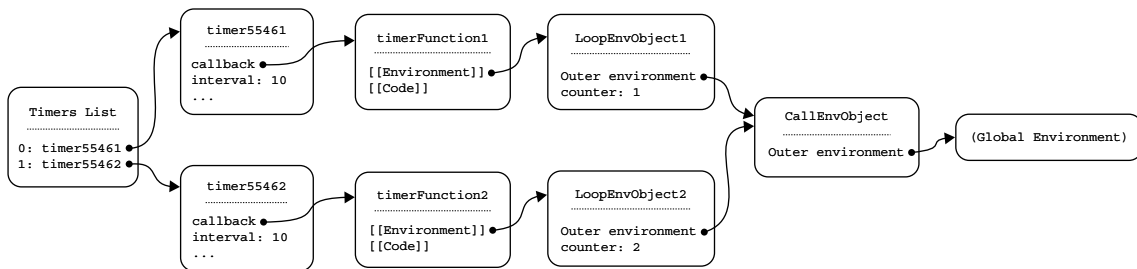 Timers List
0: timer55461
1: timer55462
timer55461
callback
interval: 10
...
timerFunction1
[[Environment]]
[[Code]]
LoopEnvObject1
Outer environment
counter: 1
timer55462
callback
interval: 10
...
timerFunction2
[[Environment]]
[[Code]]
LoopEnvObject2
Outer environment
counter: 2
CallEnvObject
Outer environment
(Global Environment)